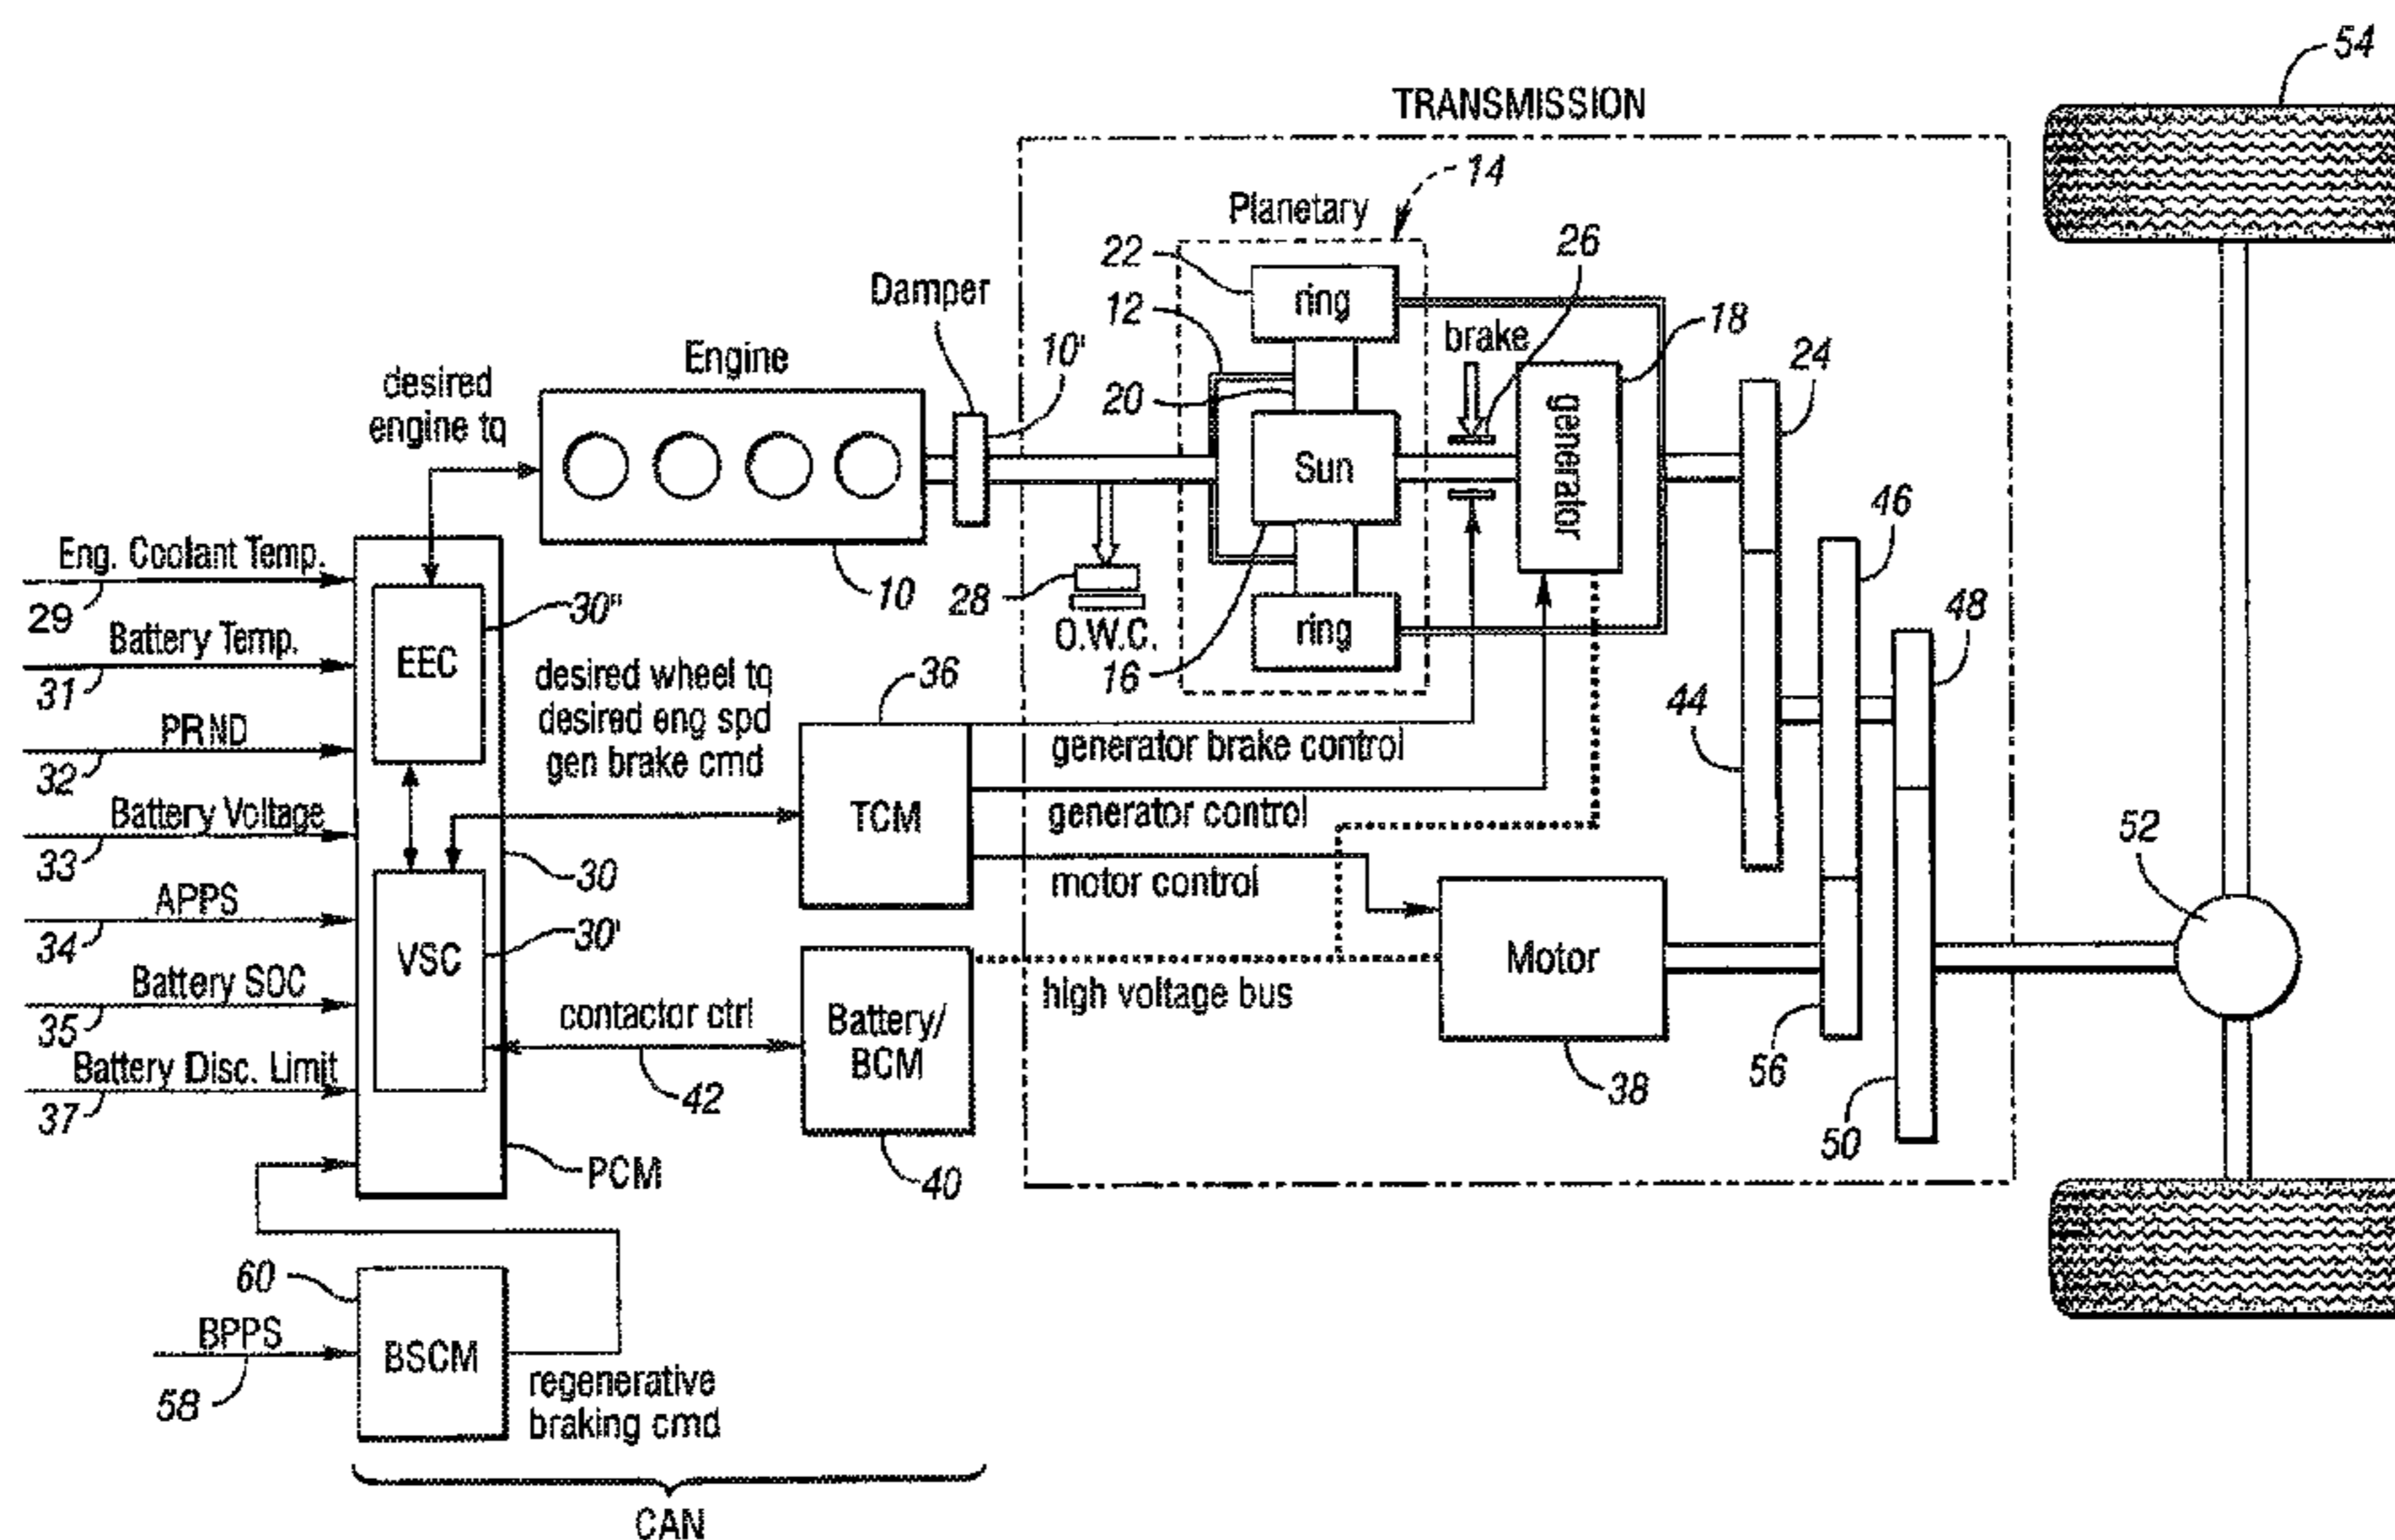 54
TRANSMISSION
14
Planetary
22
ring
26
Damper
12
brake
18
10'
Engine
24
desired
engine tq
20
Sun
generator
46
Eng. Coolant Temp.
29
30"
10
28
O.W.C.
ring
48
EEC
Battery Temp.
31
16
desired wheel tq
desired eng spd
gen brake cmd
36
44
PRND
32
generator brake control
Battery Voltage
33
TCM
generator control
52
30
motor control
APPS
34
30'
VSC
Motor
Battery SOC
35
contactor ctrl
Battery/
BCM
high voltage bus
Battery Disc. Limit
37
42
38
56
50
PCM
40
60
BPPS
58
BSCM
regenerative
braking cmd
CAN